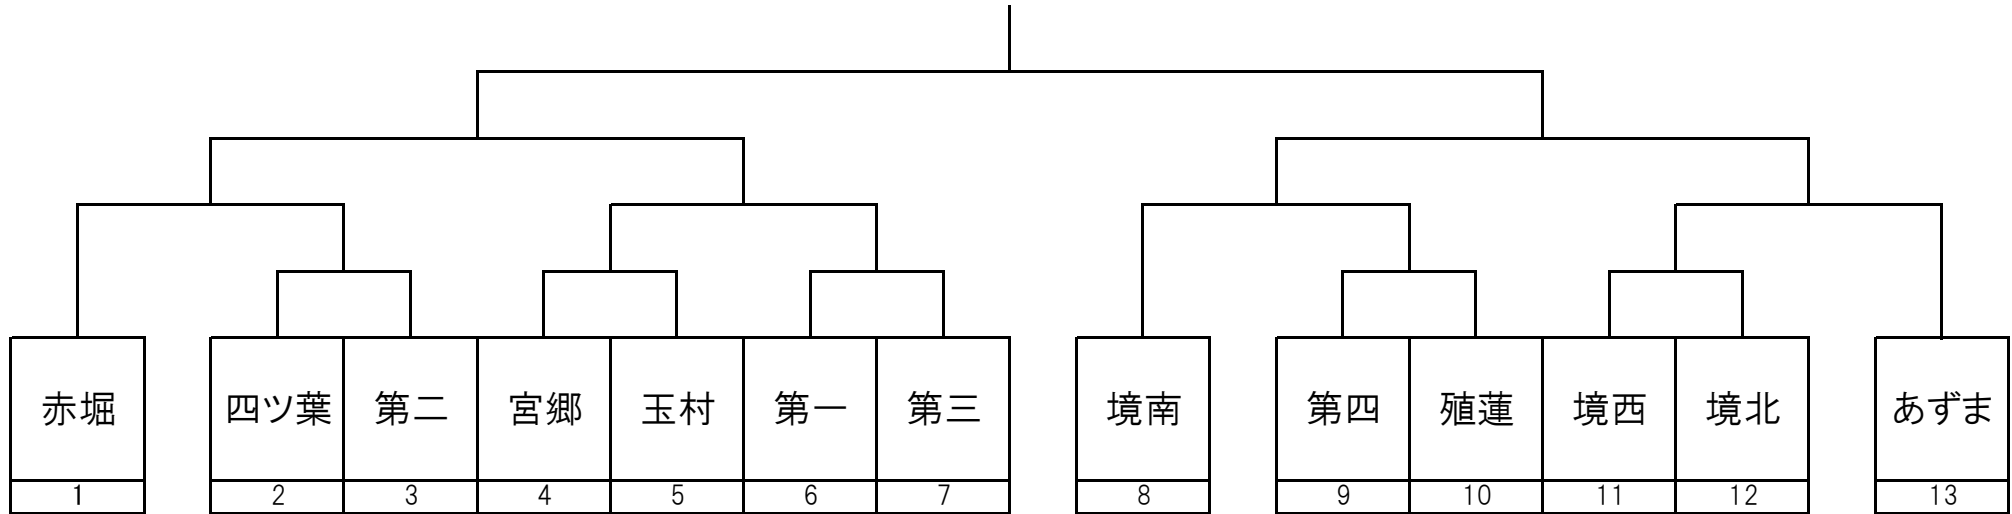 赤堀 四ツ葉 第二 宮郷 玉村 第一 第三 境南 第四 殖蓮 境西 境北 あずま
1 2 3 4 5 6 7 8 9 10 11 12 13